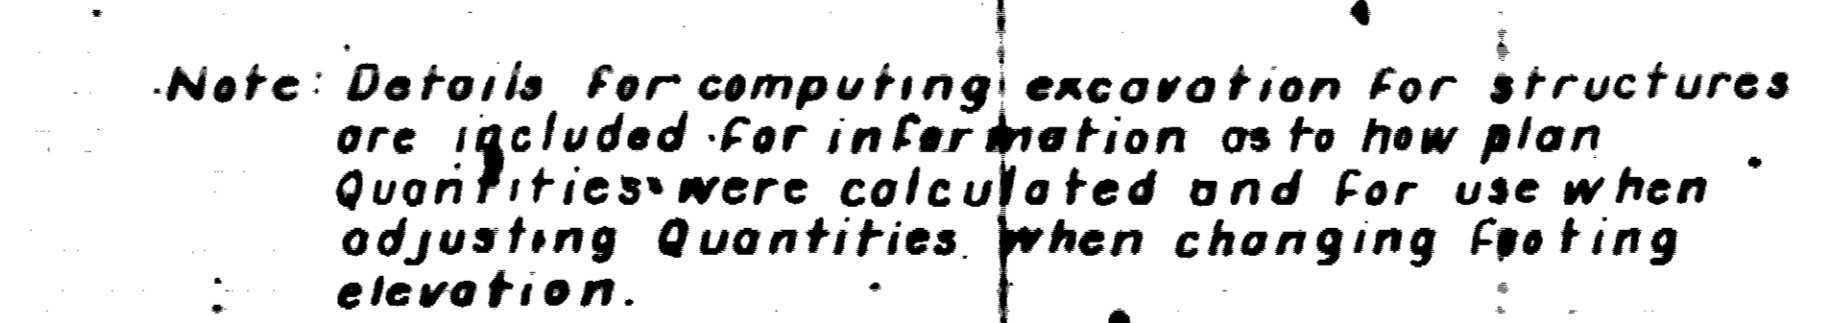 Note: Details for computing excavation for structures
are included for information as to how plan
Quantities were calculated and for use when
adjusting Quantities when changing footing
elevation.